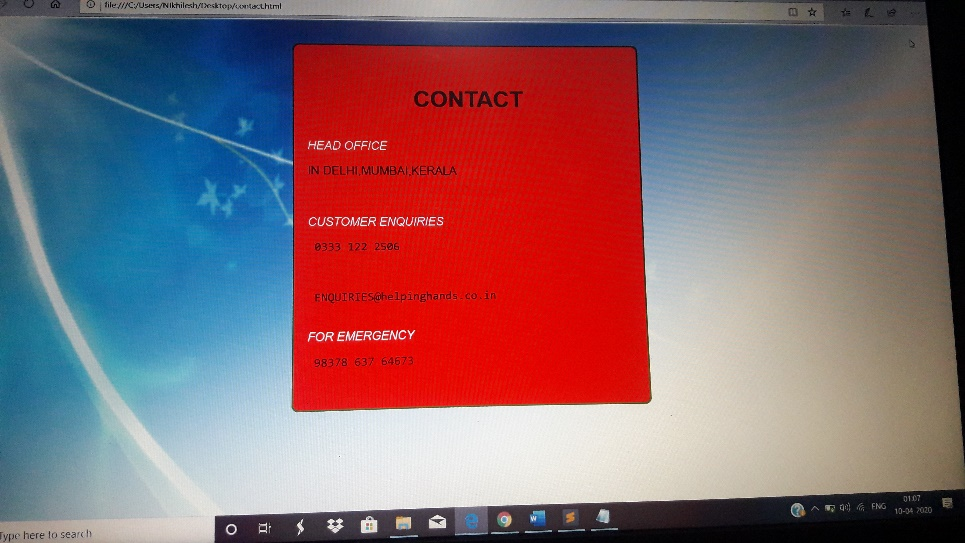 file:///C:/Users/Nikhilesh/Desktop/contact.html
CONTACT
HEAD OFFICE
IN DELHI,MUMBAI,KERALA
CUSTOMER ENQUIRIES
0333 122 2506
ENQUIRIES@helpinghands.co.in
FOR EMERGENCY
98378 637 64673
Type here to search
ENG
01:07
10-04-2020